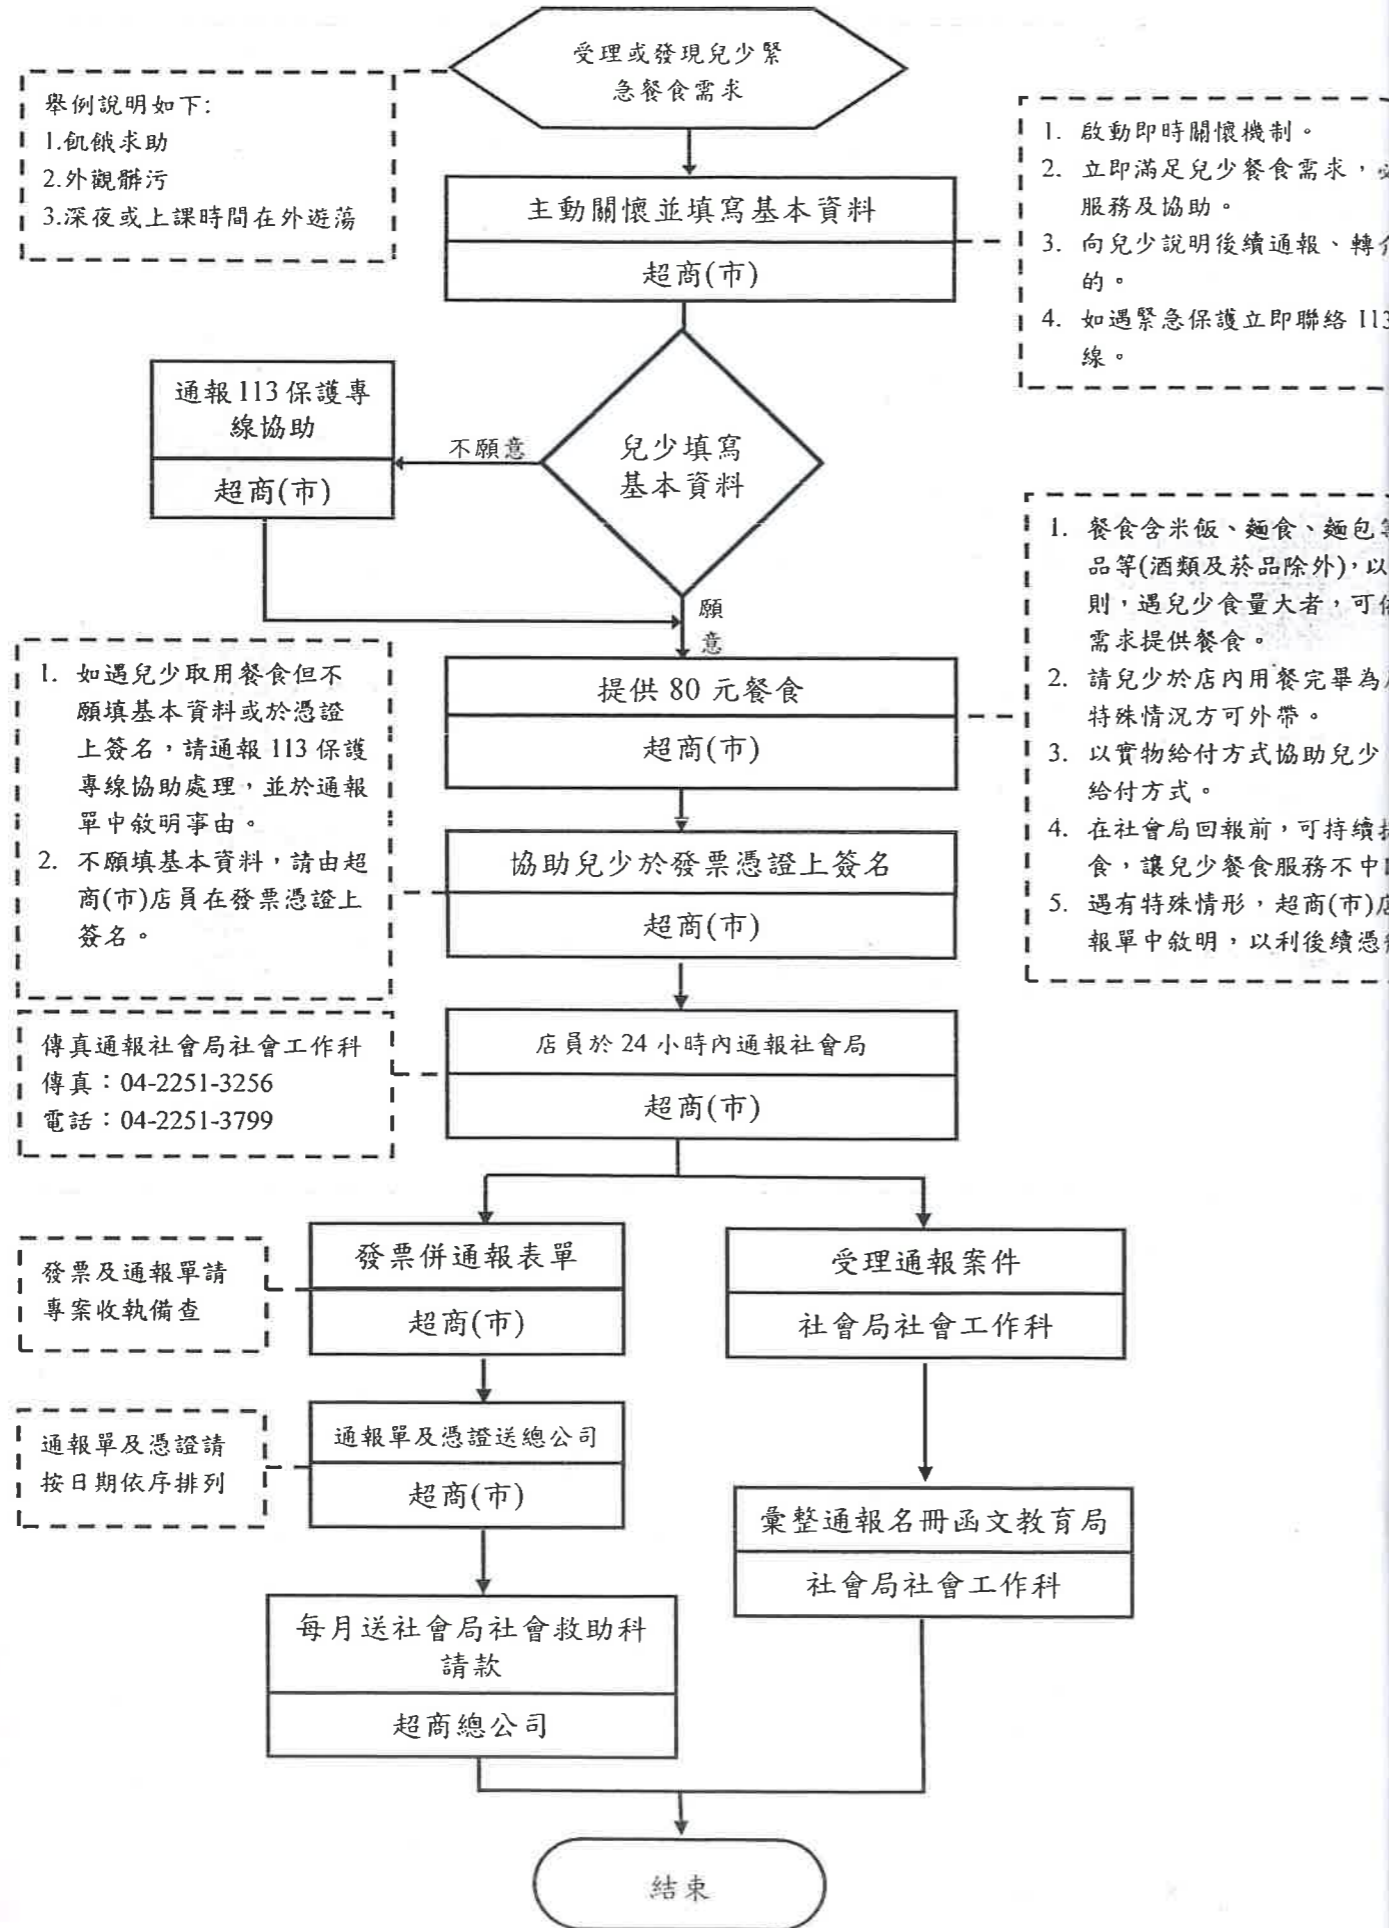 受理或發現兒少緊
急餐食需求
舉例說明如下:
1.飢餓求助
2.外觀髒污
3.深夜或上課時間在外遊蕩
主動關懷並填寫基本資料
超商(市)
1. 啟動即時關懷機制。
2. 立即滿足兒少餐食需求，
服務及協助。
3. 向兒少說明後續通報、轉
的。
4. 如遇緊急保護立即聯絡 113
線。
通報 113 保護專
線協助
超商(市)
不願意
兒少填寫
基本資料
願
意
1. 餐食含米飯、麵食、麵包
品等(酒類及菸品除外)，以
則，遇兒少食量大者，可
需求提供餐食。
2. 請兒少於店內用餐完畢為
特殊情況方可外帶。
3. 以實物給付方式協助兒少
給付方式。
4. 在社會局回報前，可持續
食，讓兒少餐食服務不中
5. 遇有特殊情形，超商(市)
報單中敘明，以利後續憑
1. 如遇兒少取用餐食但不
願填基本資料或於憑證
上簽名，請通報 113 保護
專線協助處理，並於通報
單中敘明事由。
2. 不願填基本資料，請由超
商(市)店員在發票憑證上
簽名。
提供 80 元餐食
超商(市)
協助兒少於發票憑證上簽名
超商(市)
傳真通報社會局社會工作科
傳真：04-2251-3256
電話：04-2251-3799
店員於 24 小時內通報社會局
超商(市)
發票及通報單請
專案收執備查
發票併通報表單
超商(市)
受理通報案件
社會局社會工作科
通報單及憑證請
按日期依序排列
通報單及憑證送總公司
超商(市)
彙整通報名冊函文教育局
社會局社會工作科
每月送社會局社會救助科
請款
超商總公司
結束